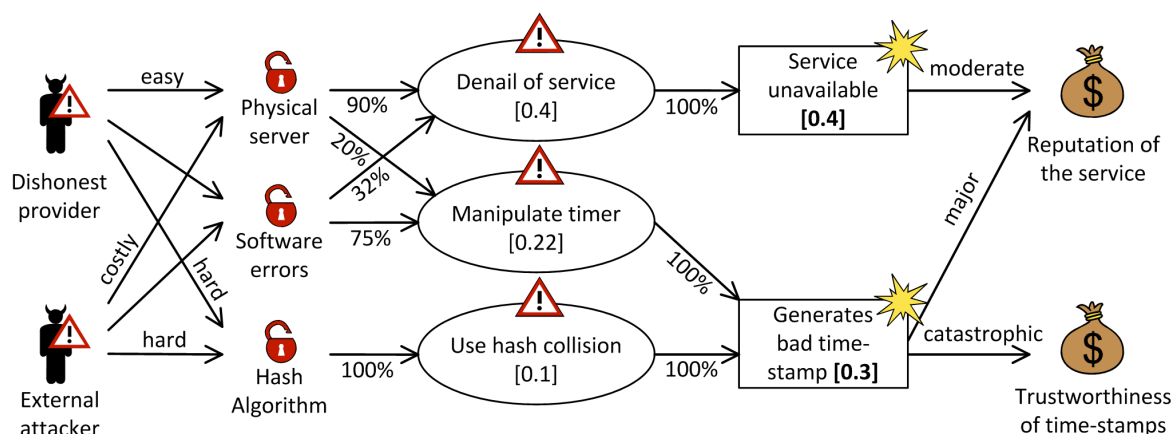 easy
Dishonest
provider
costly
hard
hard
External
attacker
Physical
server
Software
errors
Hash
Algorithm
90%
20%
32%
75%
100%
!
Denail of service
[0.4]
!
Manipulate timer
[0.22]
!
Use hash collision
[0.1]
100%
100%
100%
Service
unavailable
[0.4]
Generates
bad time-
stamp [0.3]
moderate
major
catastrophic
$
Reputation of
the service
$
Trustworthiness
of time-stamps
!
!